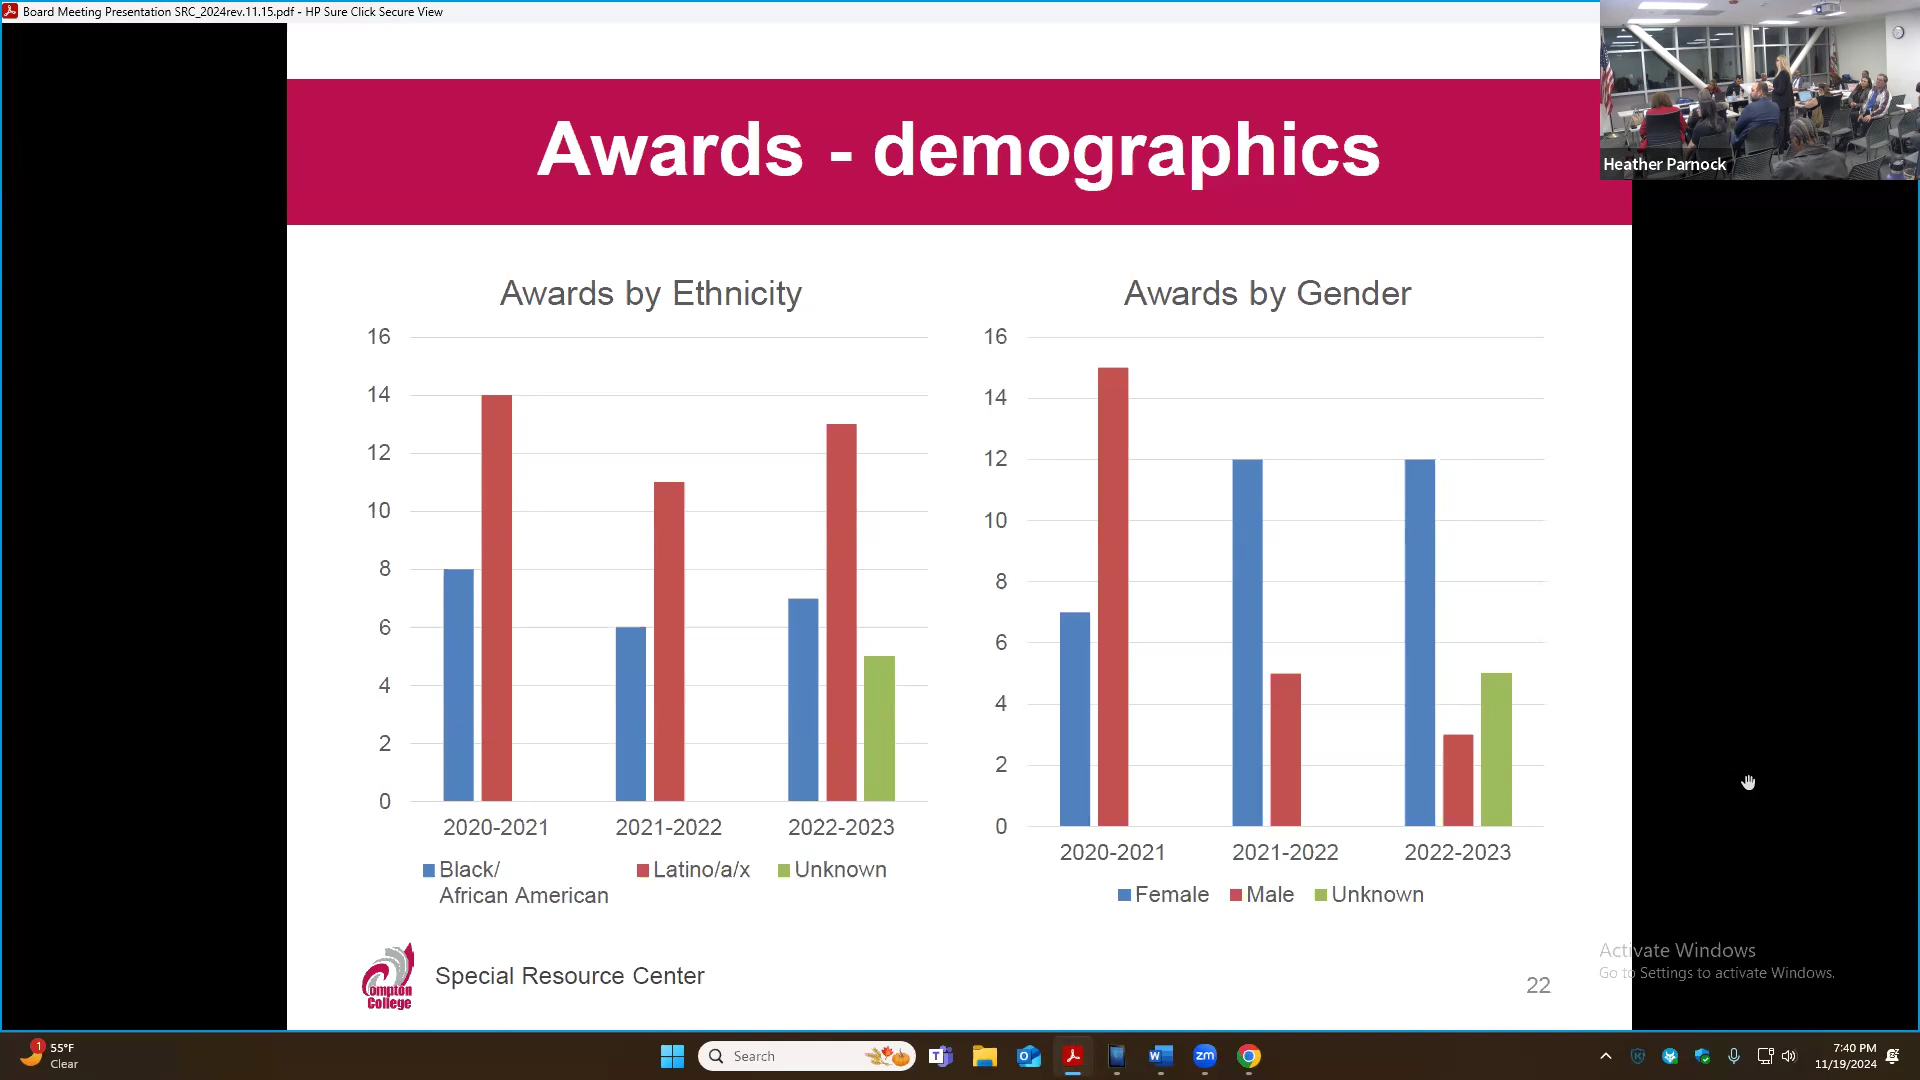 Board Meeting Presentation SRC_2024rev.11.15.pdf - HP Sure Click Secure View
Heather Parnock
Awards - demographics
Awards by Ethnicity
16
14
12
10
8
6
4
2
0
2020-2021 2021-2022 2022-2023
Black/ Latino/a/x Unknown
African American
Awards by Gender
16
14
12
10
8
6
4
2
0
2020-2021 2021-2022 2022-2023
Female Male Unknown
ompton
College
Special Resource Center
22
Activate Windows
Go to Settings to activate Windows.
1
55°F
Clear
Search
W
zm
7:40 PM
11/19/2024